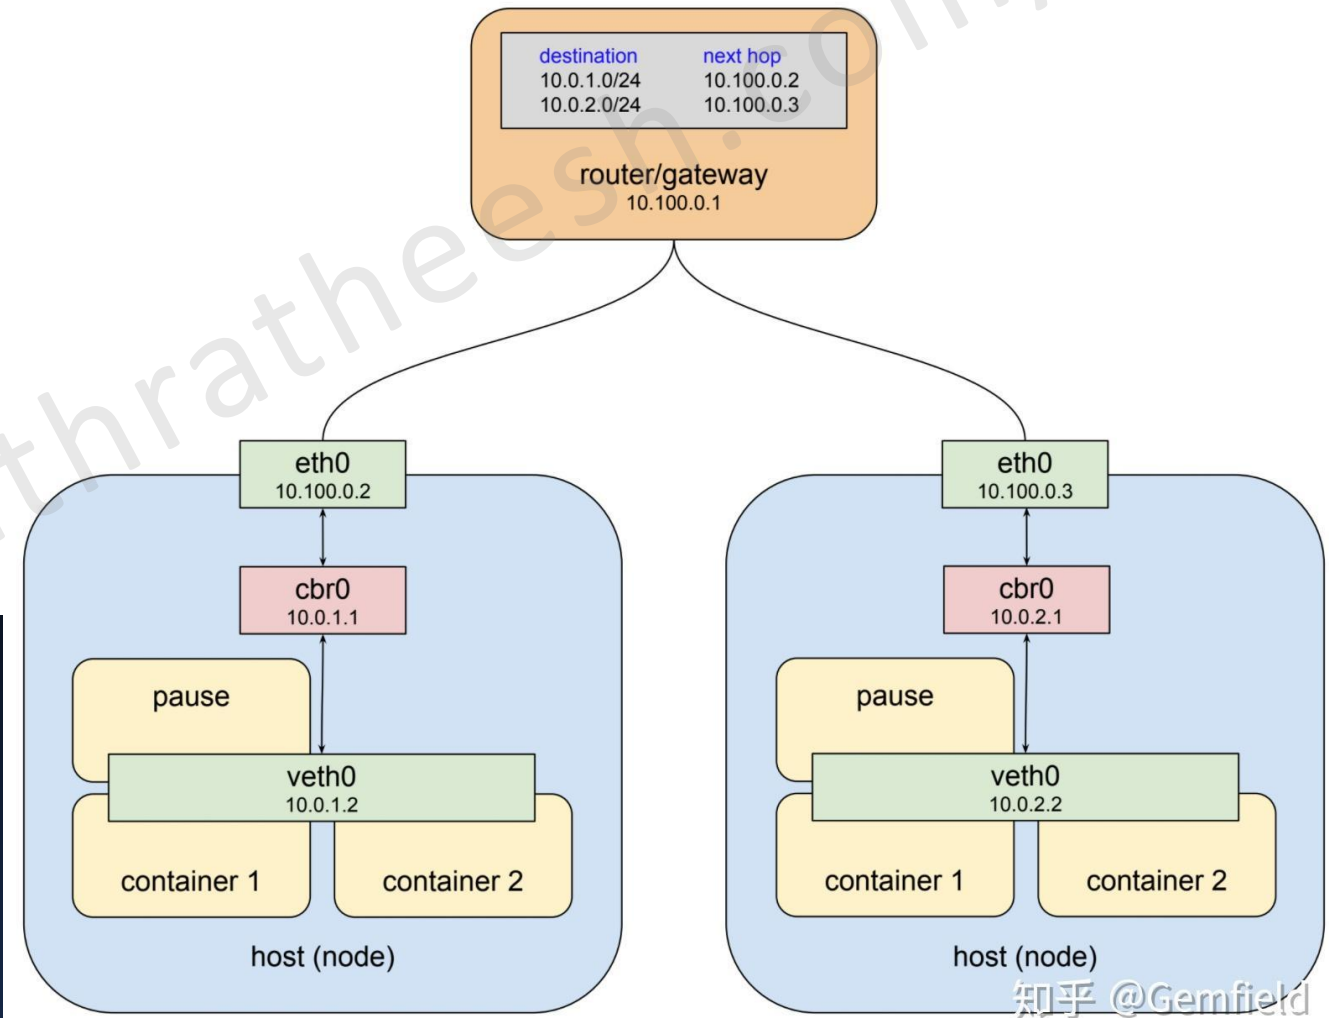 destination next hop
10.0.1.0/24 10.100.0.2
10.0.2.0/24 10.100.0.3
router/gateway
10.100.0.1
eth0
10.100.0.2
cbr0
10.0.1.1
pause
veth0
10.0.1.2
container 1
container 2
host (node)
eth0
10.100.0.3
cbr0
10.0.2.1
pause
veth0
10.0.2.2
container 1
container 2
host (node)
知乎 @Gemfield
thratheesh.com